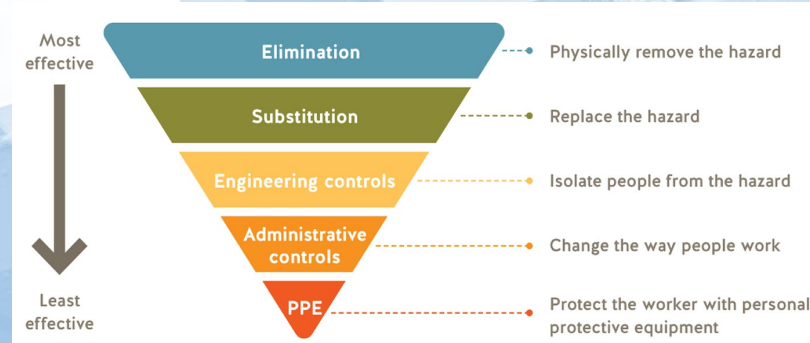 Most
effective
Elimination
Physically remove the hazard
Substitution
Replace the hazard
Engineering controls
Isolate people from the hazard
Administrative
controls
Change the way people work
PPE
Protect the worker with personal
protective equipment
Least
effective